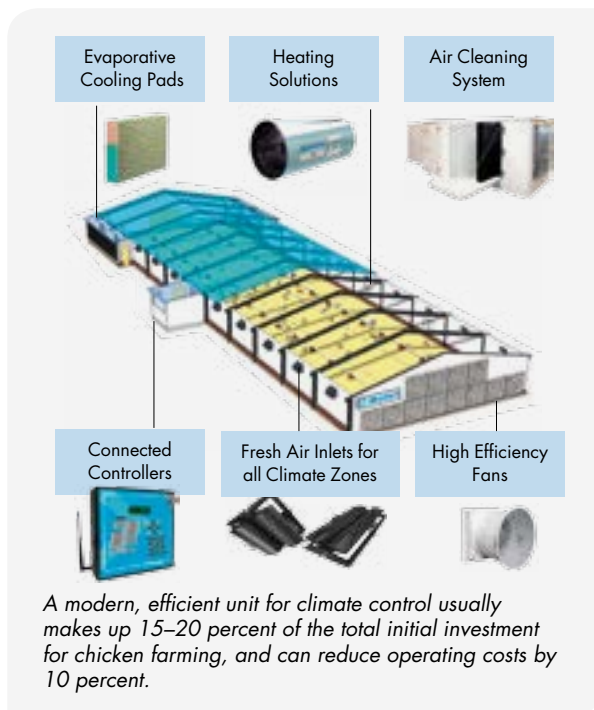 Evaporative
Cooling Pads
Heating
Solutions
Air Cleaning
System
Connected
Controllers
Fresh Air Inlets for
all Climate Zones
High Efficiency
Fans
A modern, efficient unit for climate control usually
makes up 15–20 percent of the total initial investment
for chicken farming, and can reduce operating costs by
10 percent.